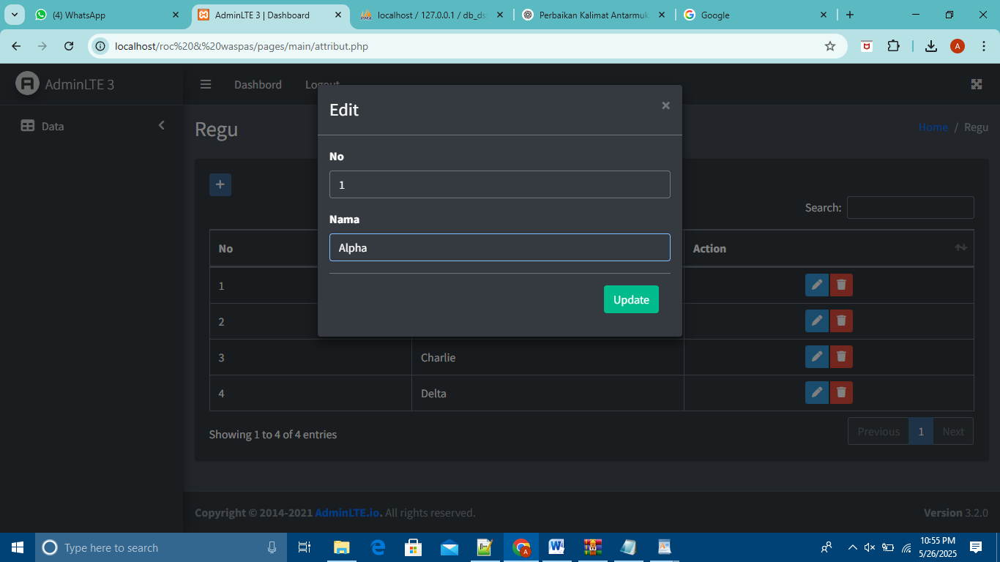 (4) WhatsApp
AdminLTE 3 | Dashboard
localhost / 127.0.0.1 / db_ds
Perbaikan Kalimat Antarmuk
Google
localhost/roc%20&%20waspas/pages/main/attribut.php
A
AdminLTE 3
Dashbord
Logout
Data
Regu
Home / Regu
Edit
×
No
1
Nama
Alpha
Update
+
Search:
No
Action
1
2
3
Charlie
4
Delta
Showing 1 to 4 of 4 entries
Previous
1
Next
Copyright © 2014-2021 AdminLTE.io. All rights reserved.
Version 3.2.0
Type here to search
10:55 PM
5/26/2025